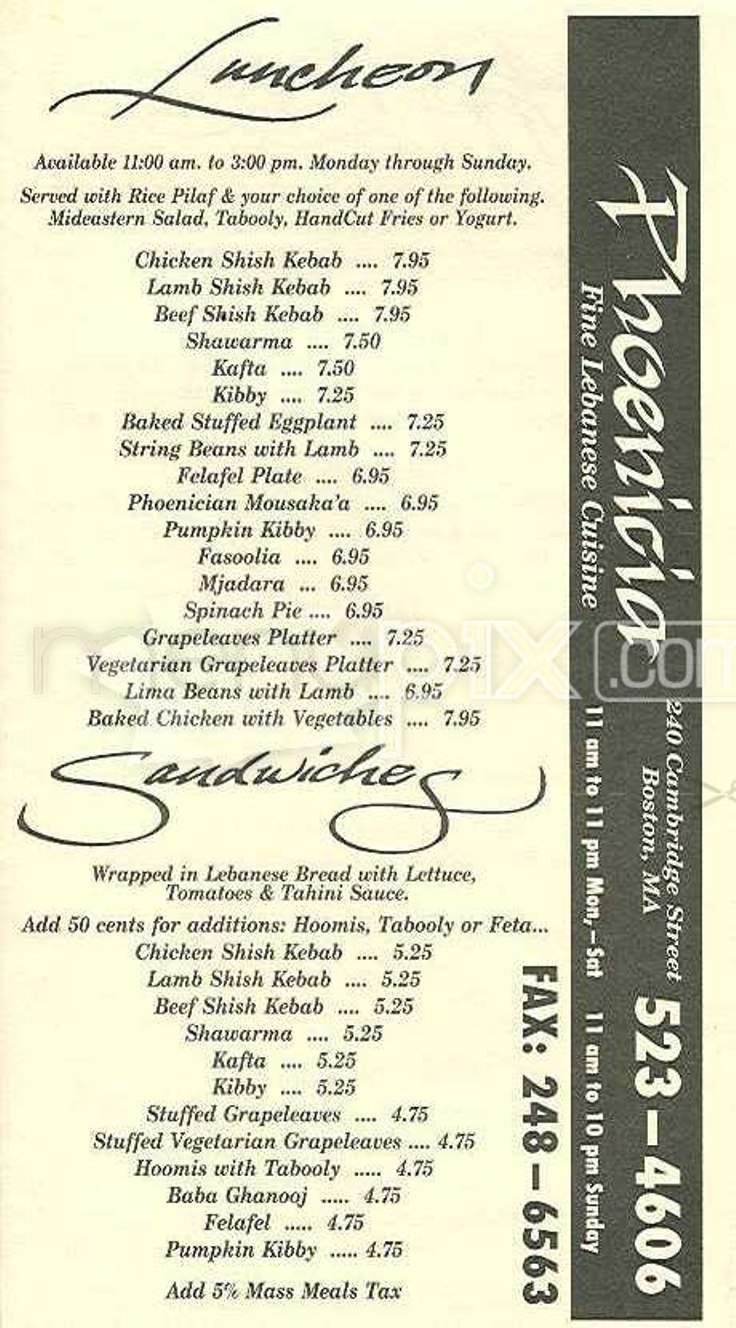 Luncheon
Available 11:00 am. to 3:00 pm. Monday through Sunday.
Served with Rice Pilaf & your choice of one of the following.
Mideastern Salad, Tabooly, HandCut Fries or Yogurt.
Chicken Shish Kebab .... 7.95
Lamb Shish Kebab .... 7.95
Beef Shish Kebab .... 7.95
Shawarma .... 7.50
Kafta .... 7.50
Kibby .... 7.25
Baked Stuffed Eggplant .... 7.25
String Beans with Lamb .... 7.25
Felafel Plate .... 6.95
Phoenician Mousaka'a .... 6.95
Pumpkin Kibby .... 6.95
Fasoolia .... 6.95
Mjadara ... 6.95
Spinach Pie .... 6.95
Grapeleaves Platter .... 7.25
Vegetarian Grapeleaves Platter .... 7.25
Lima Beans with Lamb .... 6.95
Baked Chicken with Vegetables .... 7.95
Sandwiches
Wrapped in Lebanese Bread with Lettuce,
Tomatoes & Tahini Sauce.
Add 50 cents for additions: Hoomis, Tabooly or Feta...
Chicken Shish Kebab .... 5.25
Lamb Shish Kebab .... 5.25
Beef Shish Kebab .... 5.25
Shawarma .... 5.25
Kafta .... 5.25
Kibby .... 5.25
Stuffed Grapeleaves .... 4.75
Stuffed Vegetarian Grapeleaves .... 4.75
Hoomis with Tabooly ..... 4.75
Baba Ghanooj ..... 4.75
Felafel ..... 4.75
Pumpkin Kibby ..... 4.75
Add 5% Mass Meals Tax
Phoenicia
Fine Lebanese Cuisine
240 Cambridge Street
Boston, MA
523-4606
11 am to 11 pm Mon,-Sat 11 am to 10 pm Sunday
FAX: 248-6563
pix.com